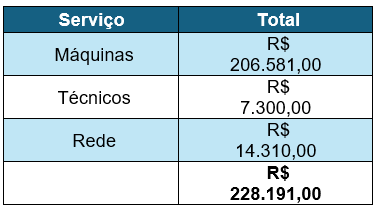 Serviço Total
Máquinas R$
206.581,00
Técnicos R$
7.300,00
Rede R$
14.310,00
R$
228.191,00